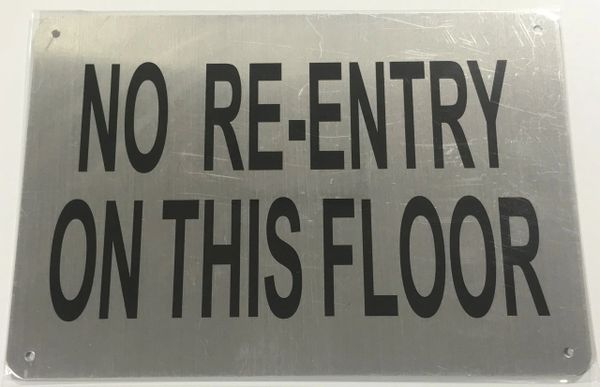 NO RE-ENTRY
ON THIS FLOOR